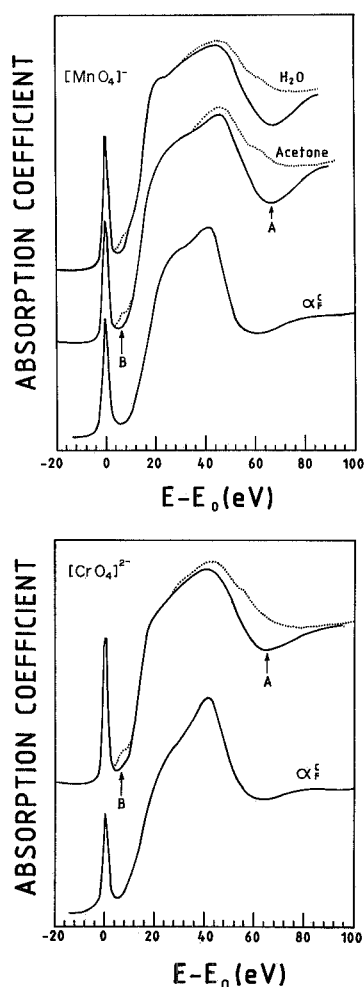 [MnO₄]⁻
H₂O
Acetone
A
B
α꜀ꜰ
ABSORPTION COEFFICIENT
-20 0 20 40 60 80 100
E-E₀(eV)
[CrO₄]²⁻
A
B
α꜀ꜰ
ABSORPTION COEFFICIENT
-20 0 20 40 60 80 100
E-E₀(eV)